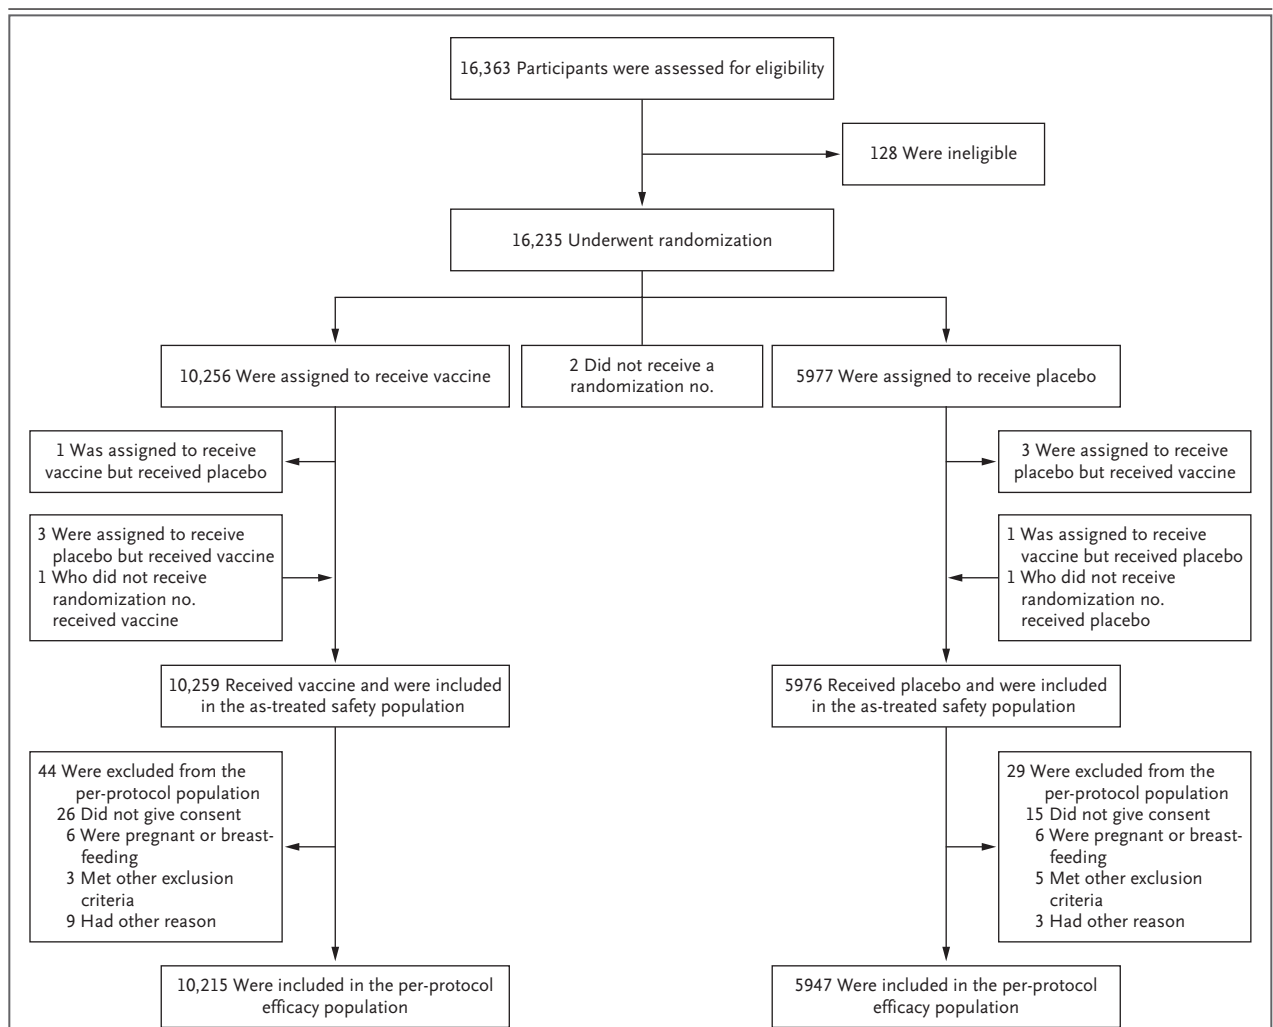 16,363 Participants were assessed for eligibility
128 Were ineligible
16,235 Underwent randomization
10,256 Were assigned to receive vaccine
2 Did not receive a
randomization no.
5977 Were assigned to receive placebo
1 Was assigned to receive
vaccine but received placebo
3 Were assigned to receive
placebo but received vaccine
3 Were assigned to receive
placebo but received vaccine
1 Who did not receive
randomization no.
received vaccine
1 Was assigned to receive
vaccine but received placebo
1 Who did not receive
randomization no.
received placebo
10,259 Received vaccine and were included
in the as-treated safety population
5976 Received placebo and were included
in the as-treated safety population
44 Were excluded from the
per-protocol population
26 Did not give consent
6 Were pregnant or breast-
feeding
3 Met other exclusion
criteria
9 Had other reason
29 Were excluded from the
per-protocol population
15 Did not give consent
6 Were pregnant or breast-
feeding
5 Met other exclusion
criteria
3 Had other reason
10,215 Were included in the per-protocol
efficacy population
5947 Were included in the per-protocol
efficacy population